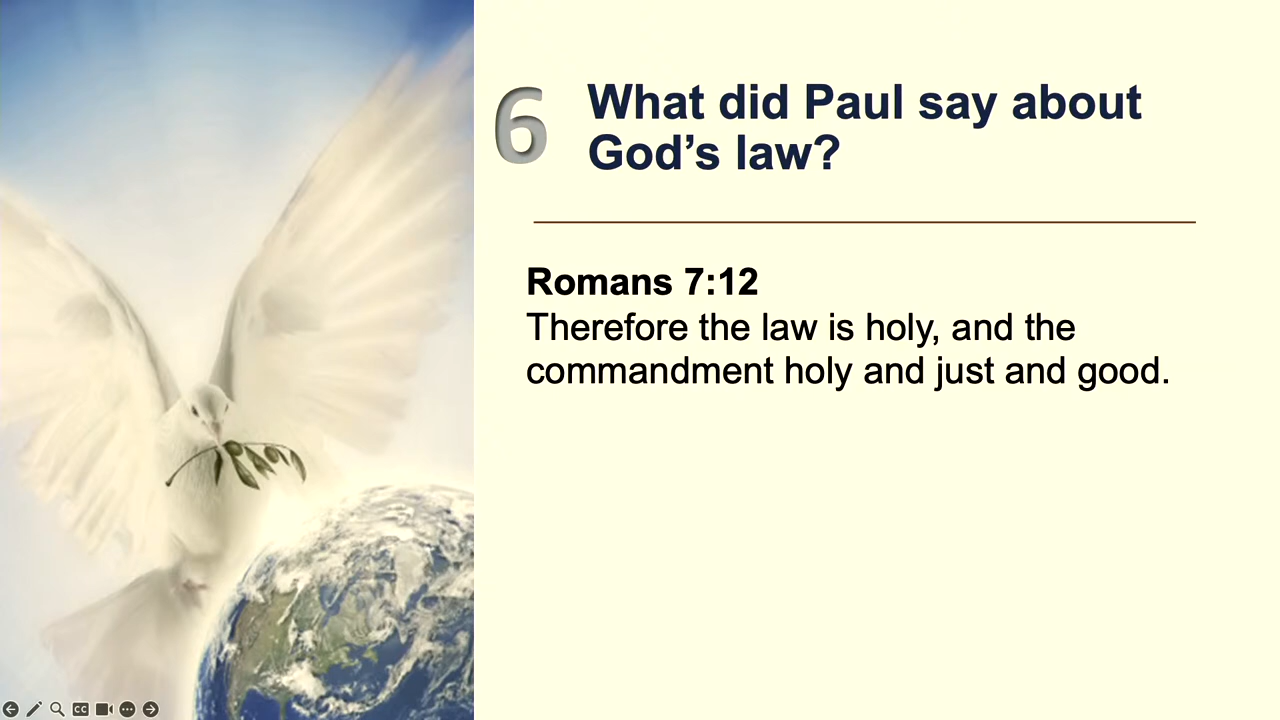 6
What did Paul say about
God’s law?
Romans 7:12
Therefore the law is holy, and the
commandment holy and just and good.
CC